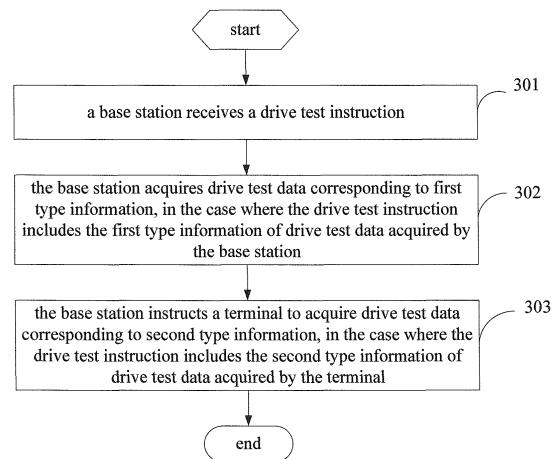 start
a base station receives a drive test instruction
301
the base station acquires drive test data corresponding to first
type information, in the case where the drive test instruction
includes the first type information of drive test data acquired by
the base station
302
the base station instructs a terminal to acquire drive test data
corresponding to second type information, in the case where the
drive test instruction includes the second type information of
drive test data acquired by the terminal
303
end